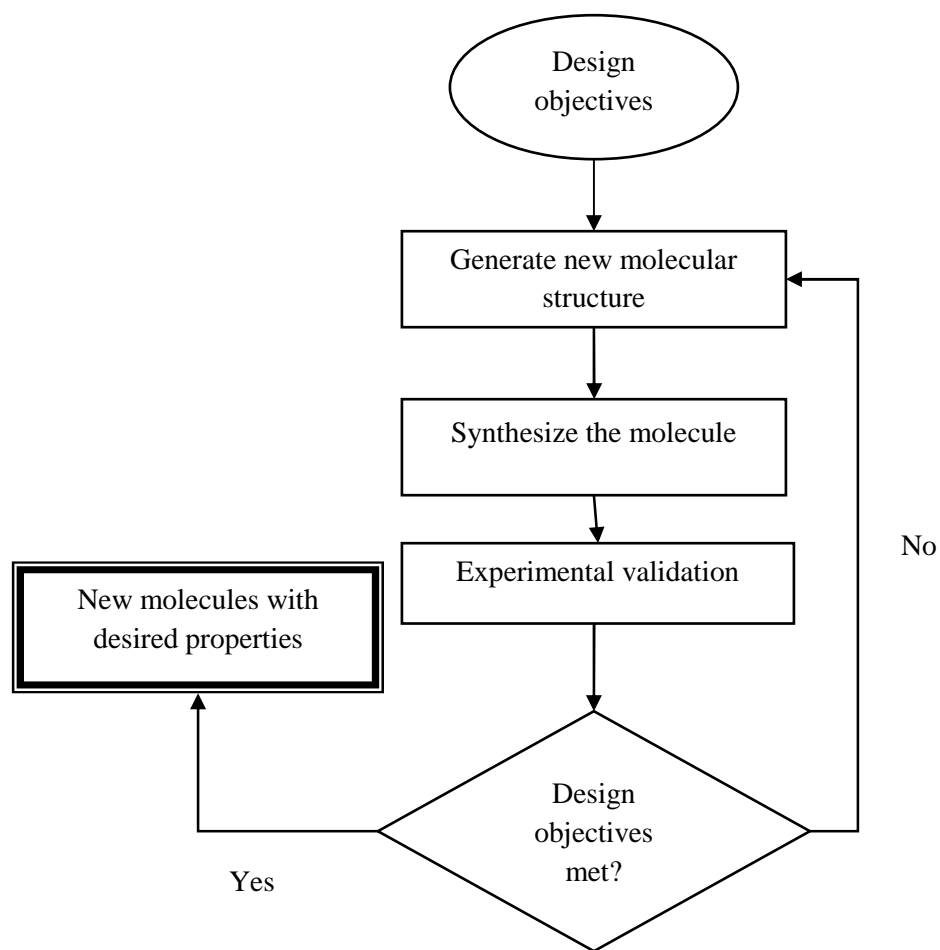 Design
objectives
Generate new molecular
structure
Synthesize the molecule
Experimental validation
No
New molecules with
desired properties
Design
objectives
met?
Yes